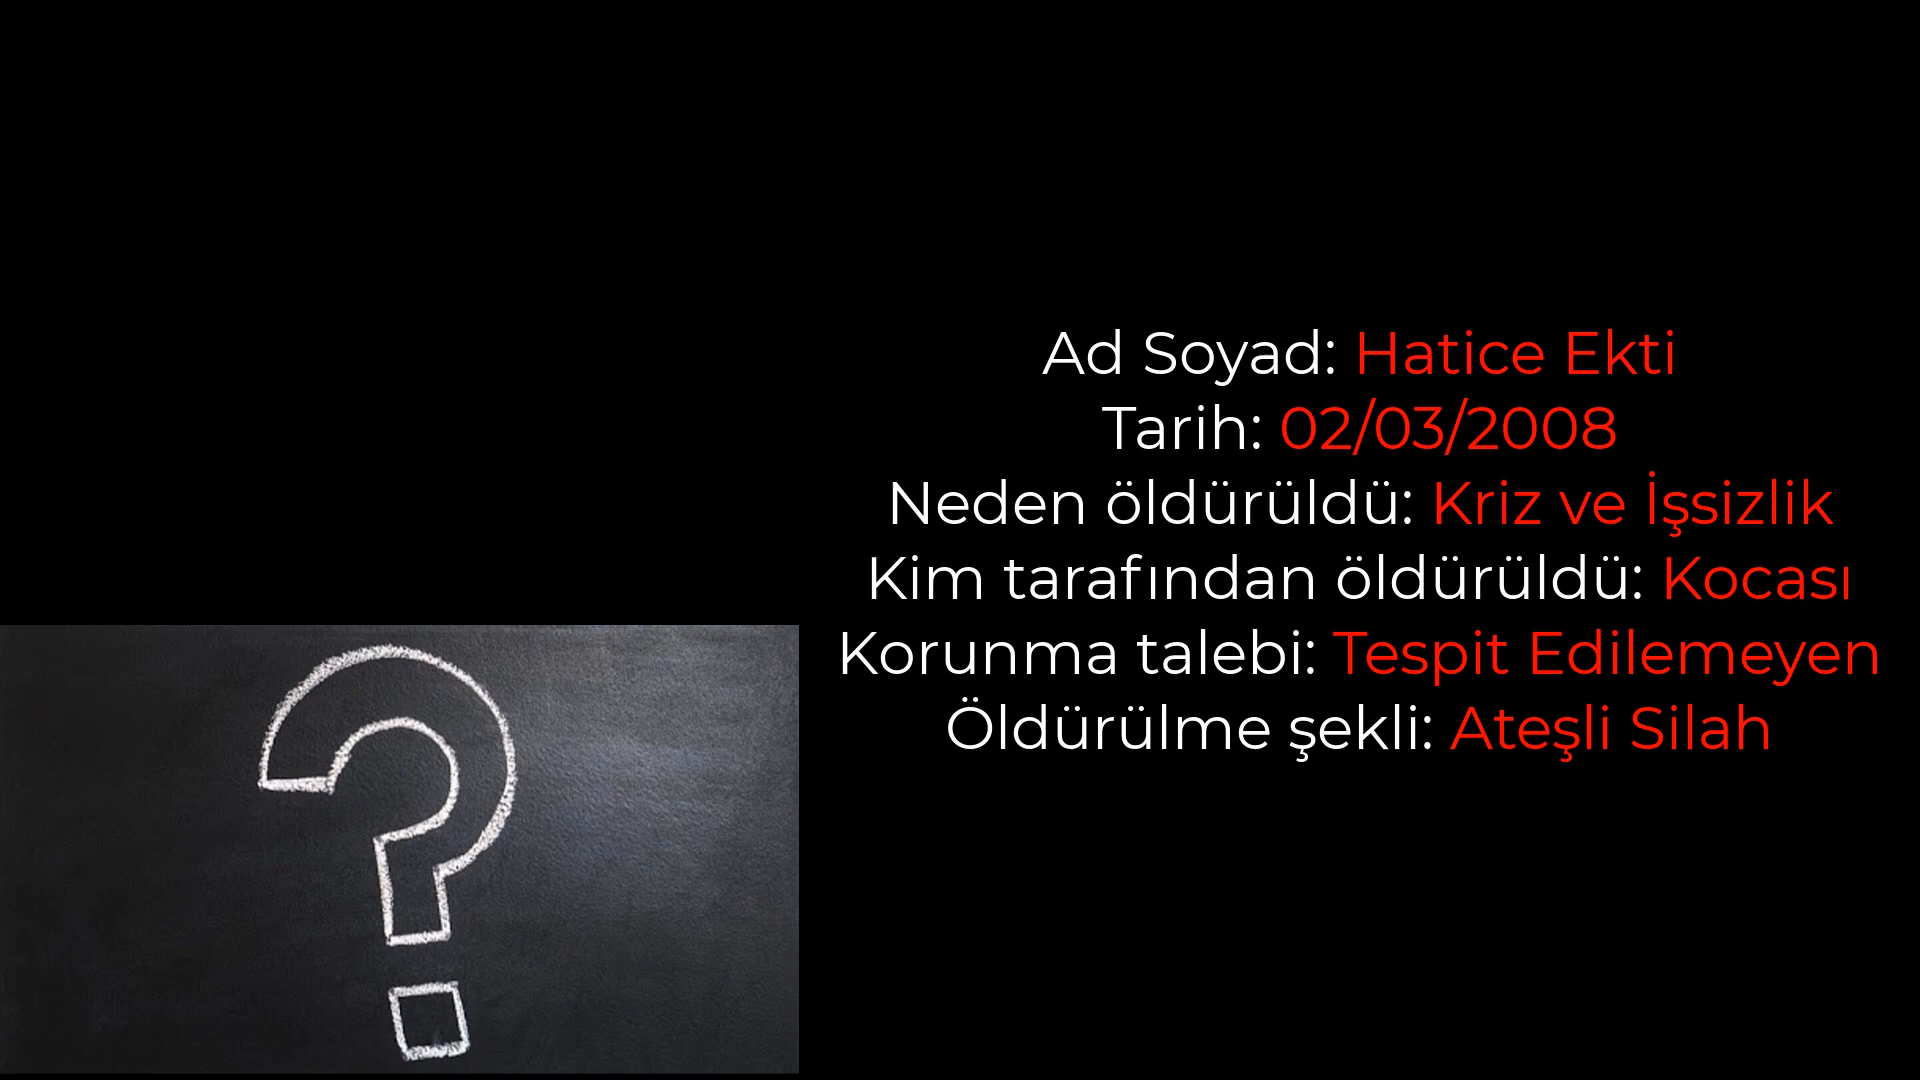 Ad Soyad: Hatice Ekti
Tarih: 02/03/2008
Neden öldürüldü: Kriz ve İşsizlik
Kim tarafından öldürüldü: Kocası
Korunma talebi: Tespit Edilemeyen
Öldürülme şekli: Ateşli Silah